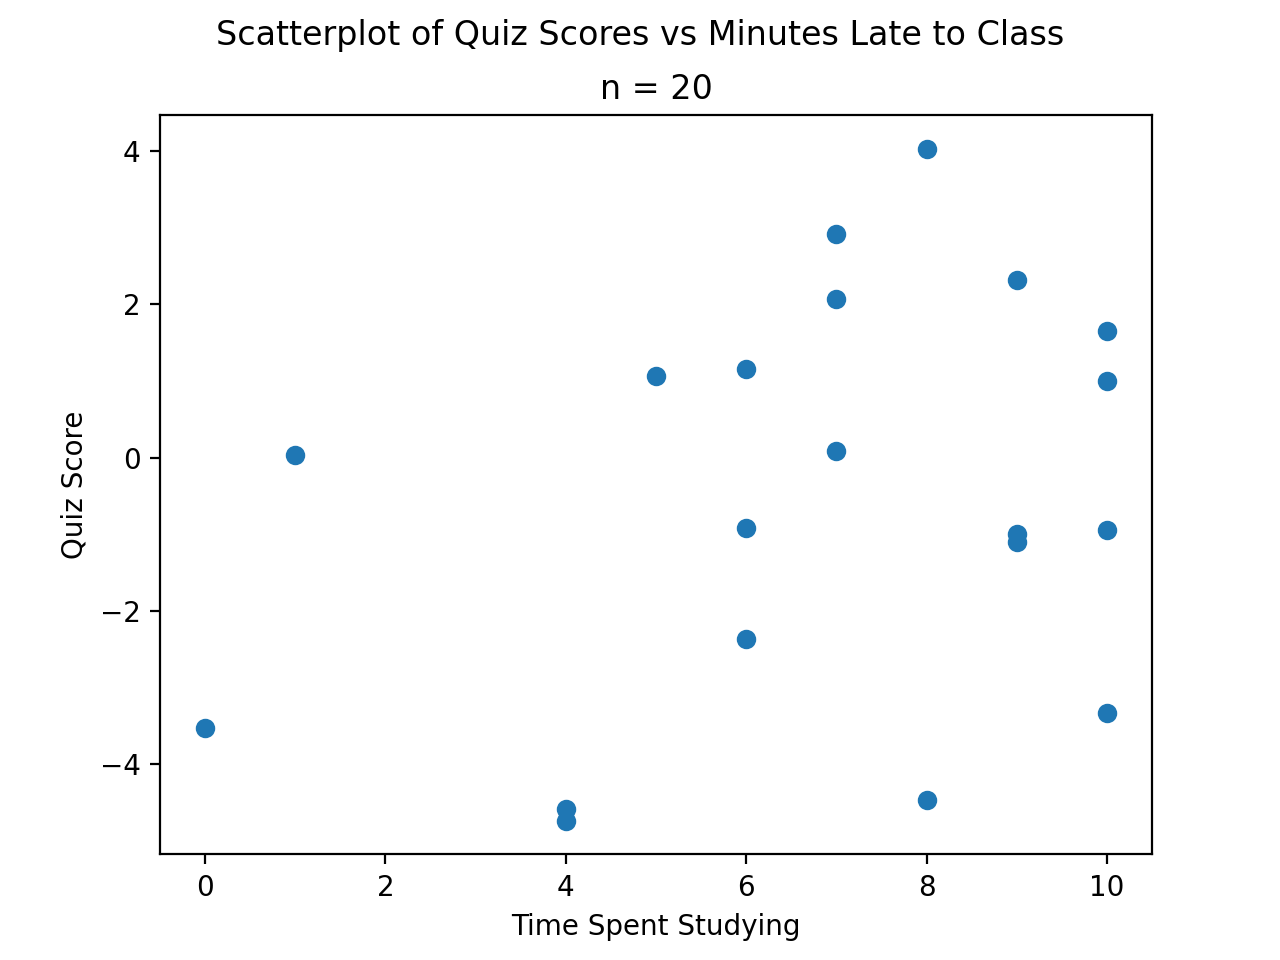 Scatterplot of Quiz Scores vs Minutes Late to Class
n = 20
4
2
0
−2
−4
Quiz Score
0 2 4 6 8 10
Time Spent Studying